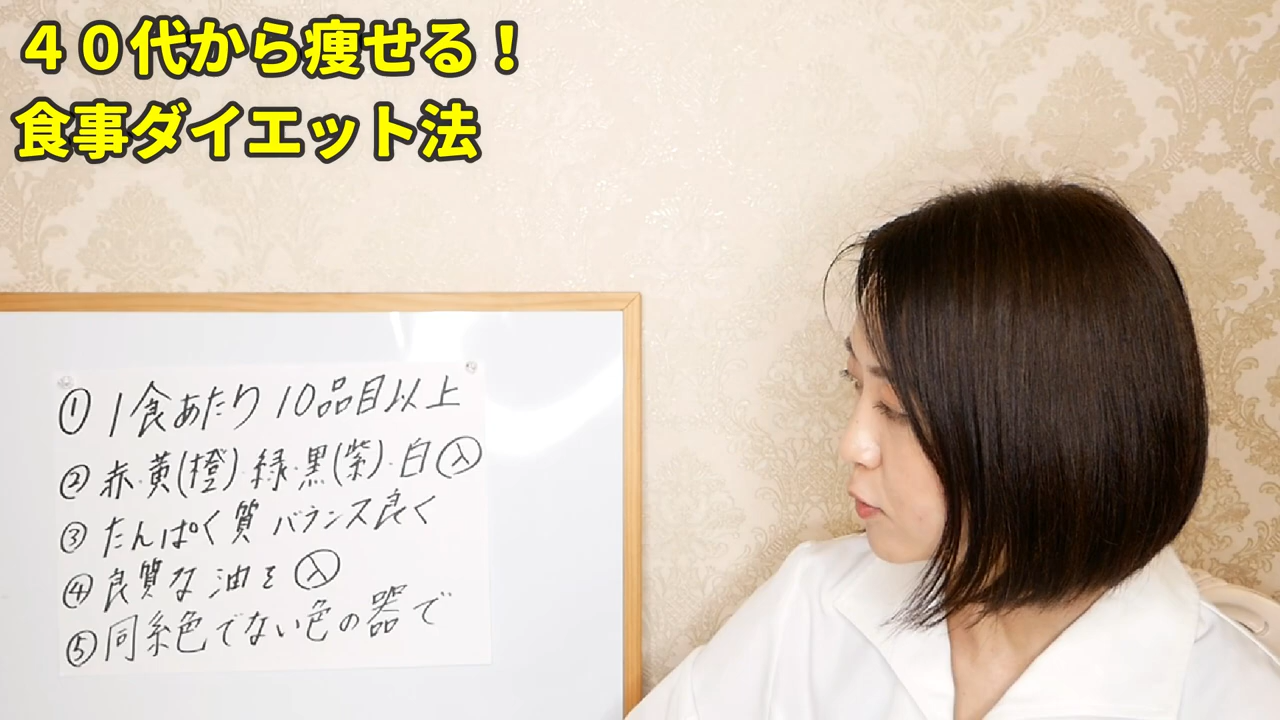 ４０代から痩せる！
食事ダイエット法
① 1食あたり 10品目以上
② 赤・黄(橙)・緑・黒(紫)・白㋑
③ たんぱく質 バランス良く
④ 良質な油を㋑
⑤ 同系色でない色の器で